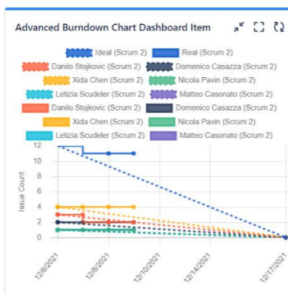 Advanced Burndown Chart Dashboard Item
Ideal (Scrum 2) Real (Scrum 2)
Danilo Stojkovic (Scrum 2) Domenico Casazza (Scrum 2)
Xida Chen (Scrum 2) Nicola Pavin (Scrum 2)
Letizia Scudeler (Scrum 2) Matteo Casonato (Scrum 2)
Danilo Stojkovic (Scrum 2) Domenico Casazza (Scrum 2)
Xida Chen (Scrum 2) Nicola Pavin (Scrum 2)
Letizia Scudeler (Scrum 2) Matteo Casonato (Scrum 2)
12
10
8
6
4
2
0
Issue Count
12/6/2021 12/8/2021 12/10/2021 12/14/2021 12/17/2021